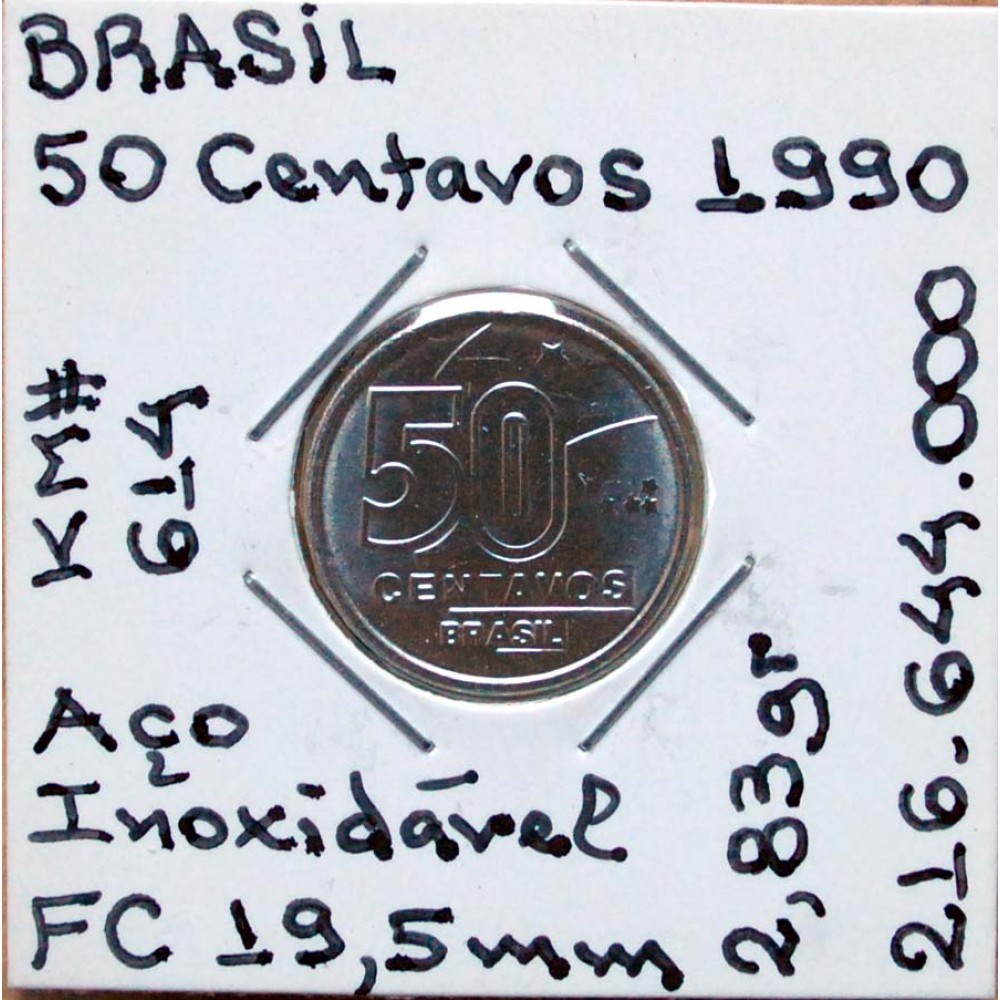 BRASIL
50 Centavos 1990
KM#
614
50
CENTAVOS
BRASIL
Aço
Inoxidável
FC 19,5mm
2,83gr
216.644.000